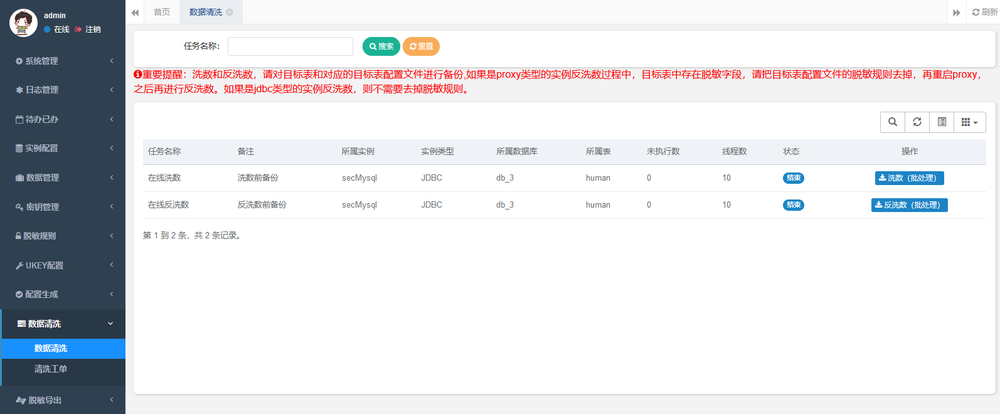 admin
在线 注销
系统管理
日志管理
待办已办
实例配置
数据管理
密钥管理
脱敏规则
UKEY配置
配置生成
数据清洗
数据清洗
清洗工单
脱敏导出
首页 数据清洗 刷新
任务名称： 搜索 重置
重要提醒：洗数和反洗数，请对目标表和对应的目标表配置文件进行备份,如果是proxy类型的实例反洗数过程中，目标表中存在脱敏字段，请把目标表配置文件的脱敏规则去掉，再重启proxy，
之后再进行反洗数。如果是jdbc类型的实例反洗数，则不需要去掉脱敏规则。
任务名称 备注 所属实例 实例类型 所属数据库 所属表 未执行数 线程数 状态 操作
在线洗数 洗数前备份 secMysql JDBC db_3 human 0 10 结束 洗数（批处理）
在线反洗数 反洗数前备份 secMysql JDBC db_3 human 0 10 结束 反洗数（批处理）
第 1 到 2 条，共 2 条记录。